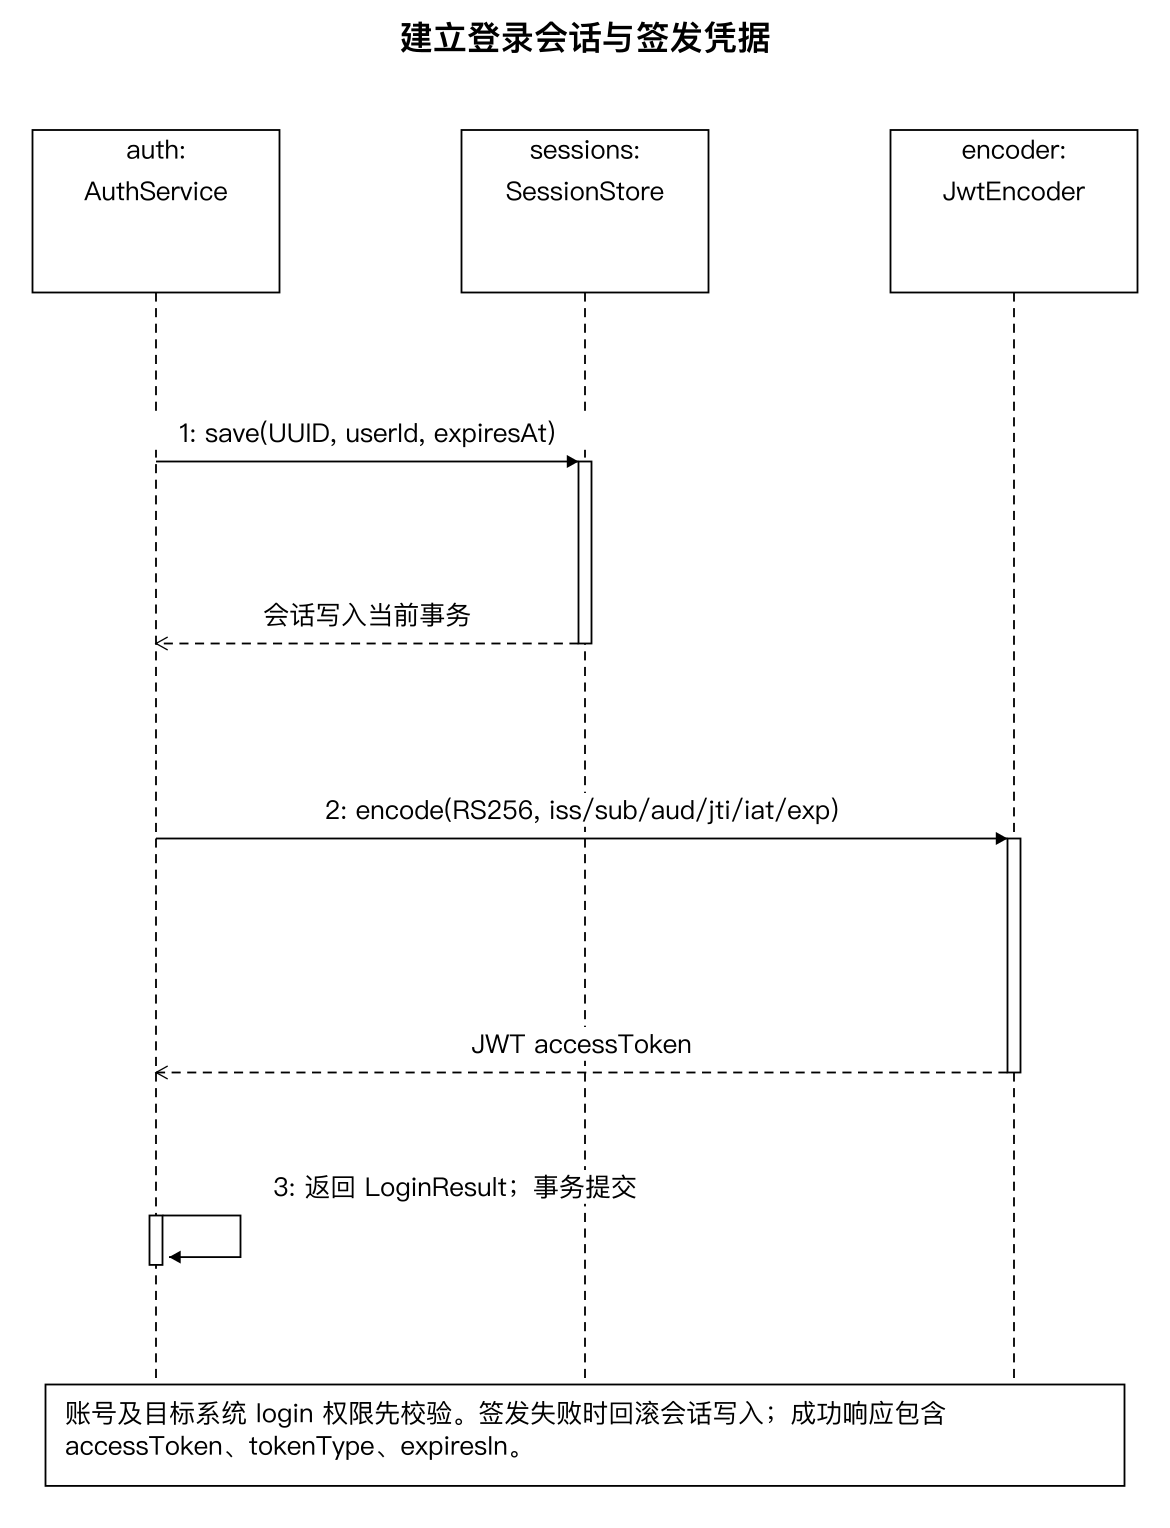 建立登录会话与签发凭据
auth:
AuthService
sessions:
SessionStore
encoder:
JwtEncoder
1: save(UUID, userId, expiresAt)
会话写入当前事务
2: encode(RS256, iss/sub/aud/jti/iat/exp)
JWT accessToken
3: 返回 LoginResult；事务提交
账号及目标系统 login 权限先校验。签发失败时回滚会话写入；成功响应包含
accessToken、tokenType、expiresIn。